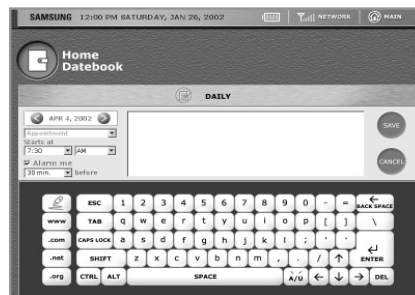 SAMSUNG 12:00 PM SATURDAY, JAN 26, 2002 NETWORK MAIN
Home
Datebook
DAILY
APR 4, 2002
Appointment
Starts at
7:30 AM
Alarm me
30 min. before
SAVE
CANCEL
ESC 1 2 3 4 5 6 7 8 9 0 - = BACK SPACE
www TAB q w e r t y u i o p [ ] \
.com CAPS LOCK a s d f g h j k l ; ' `
.net SHIFT z x c v b n m , . / ↑ ENTER
.org CTRL ALT SPACE À/Ü ← ↓ → DEL